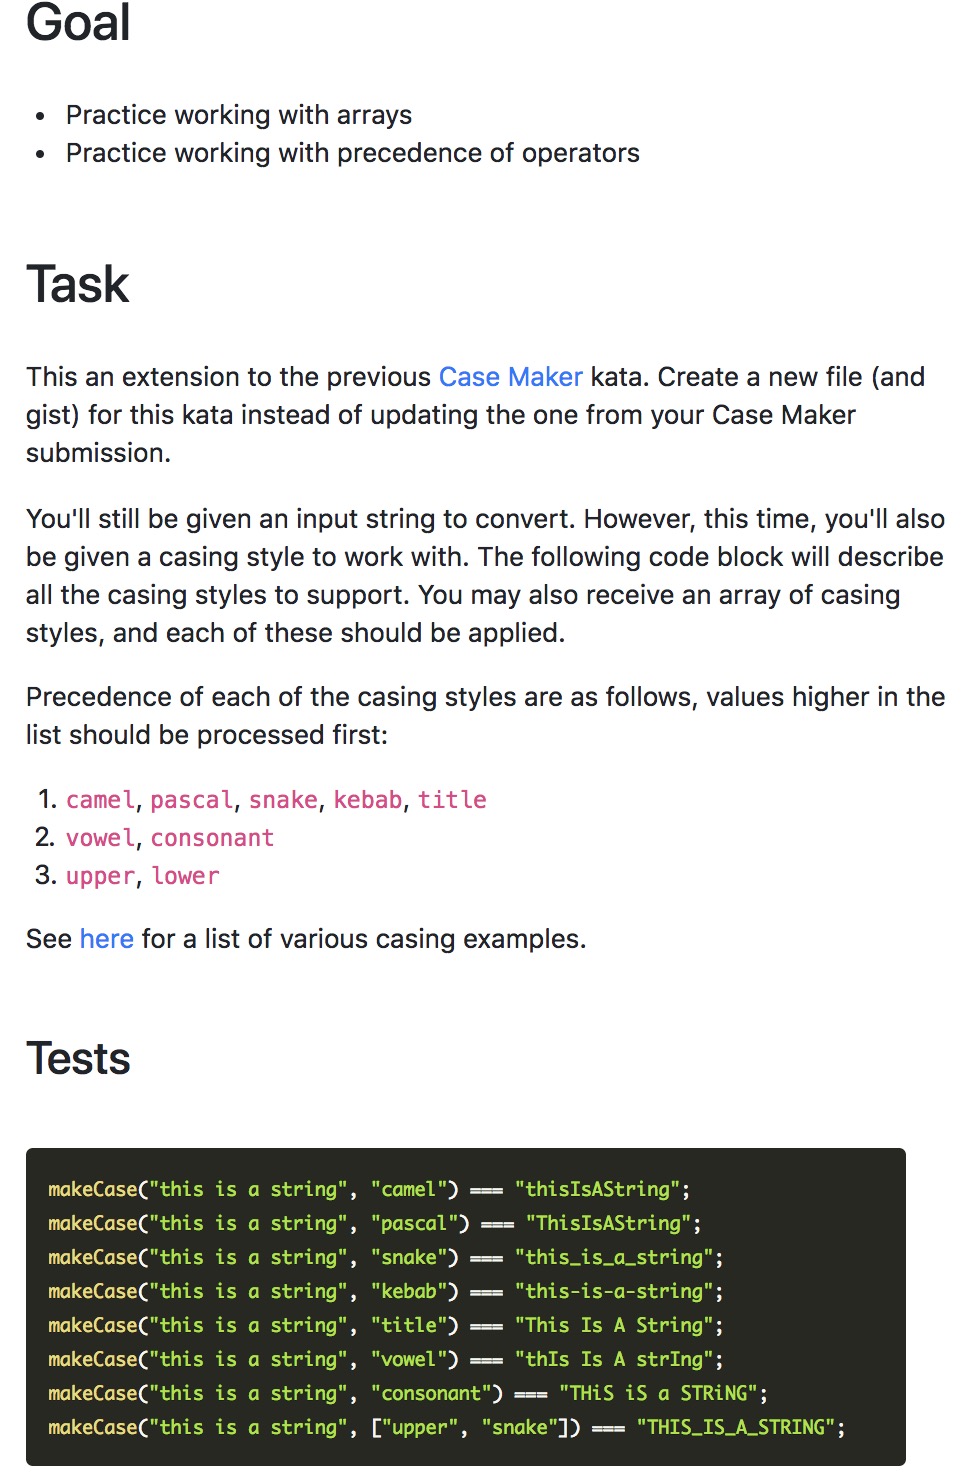 Goal
• Practice working with arrays
• Practice working with precedence of operators
Task
This an extension to the previous Case Maker kata. Create a new file (and
gist) for this kata instead of updating the one from your Case Maker
submission.
You'll still be given an input string to convert. However, this time, you'll also
be given a casing style to work with. The following code block will describe
all the casing styles to support. You may also receive an array of casing
styles, and each of these should be applied.
Precedence of each of the casing styles are as follows, values higher in the
list should be processed first:
1. camel, pascal, snake, kebab, title
2. vowel, consonant
3. upper, lower
See here for a list of various casing examples.
Tests
makeCase("this is a string", "camel") === "thisIsAString";
makeCase("this is a string", "pascal") === "ThisIsAString";
makeCase("this is a string", "snake") === "this_is_a_string";
makeCase("this is a string", "kebab") === "this-is-a-string";
makeCase("this is a string", "title") === "This Is A String";
makeCase("this is a string", "vowel") === "thIs Is A strIng";
makeCase("this is a string", "consonant") === "THiS iS a STRiNG";
makeCase("this is a string", ["upper", "snake"]) === "THIS_IS_A_STRING";